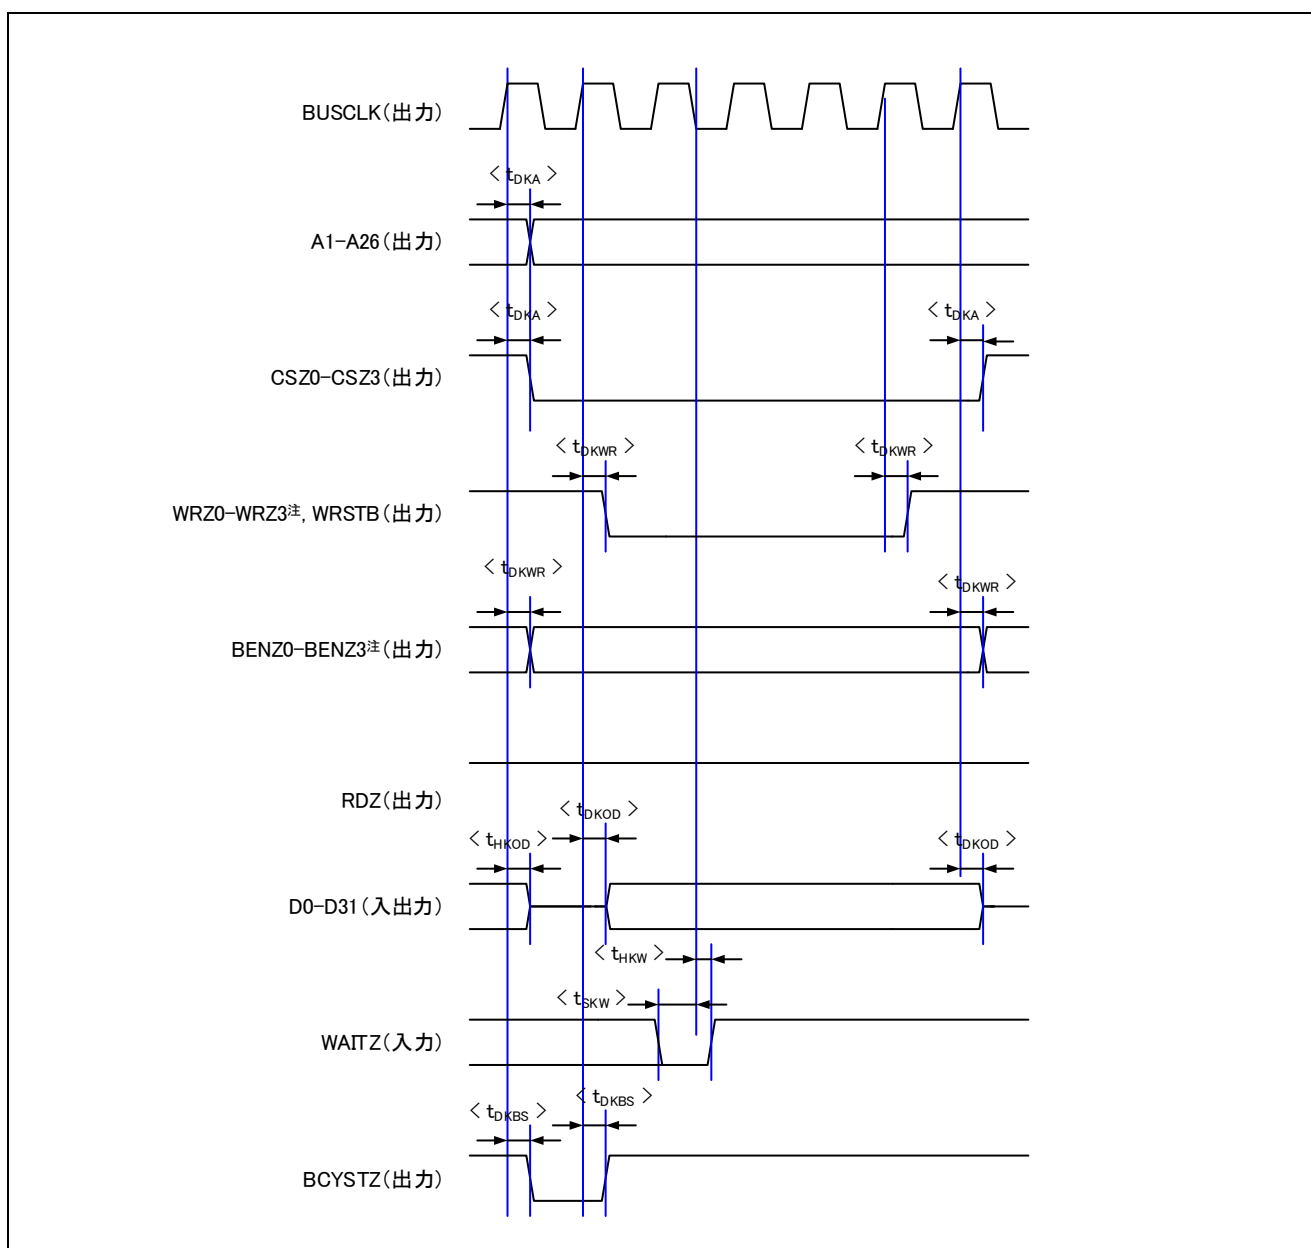 BUSCLK(出力)
< tDKA >
A1-A26(出力)
< tDKA > < tDKA >
CSZ0-CSZ3(出力)
< tDKWR > < tDKWR >
WRZ0-WRZ3注, WRSTB(出力)
< tDKWR > < tDKWR >
BENZ0-BENZ3注(出力)
RDZ(出力)
< tDKOD >
< tHKOD > < tDKOD >
D0-D31(入出力)
< tHKW >
< tSKW >
WAITZ(入力)
< tDKBS >
< tDKBS >
BCYSTZ(出力)